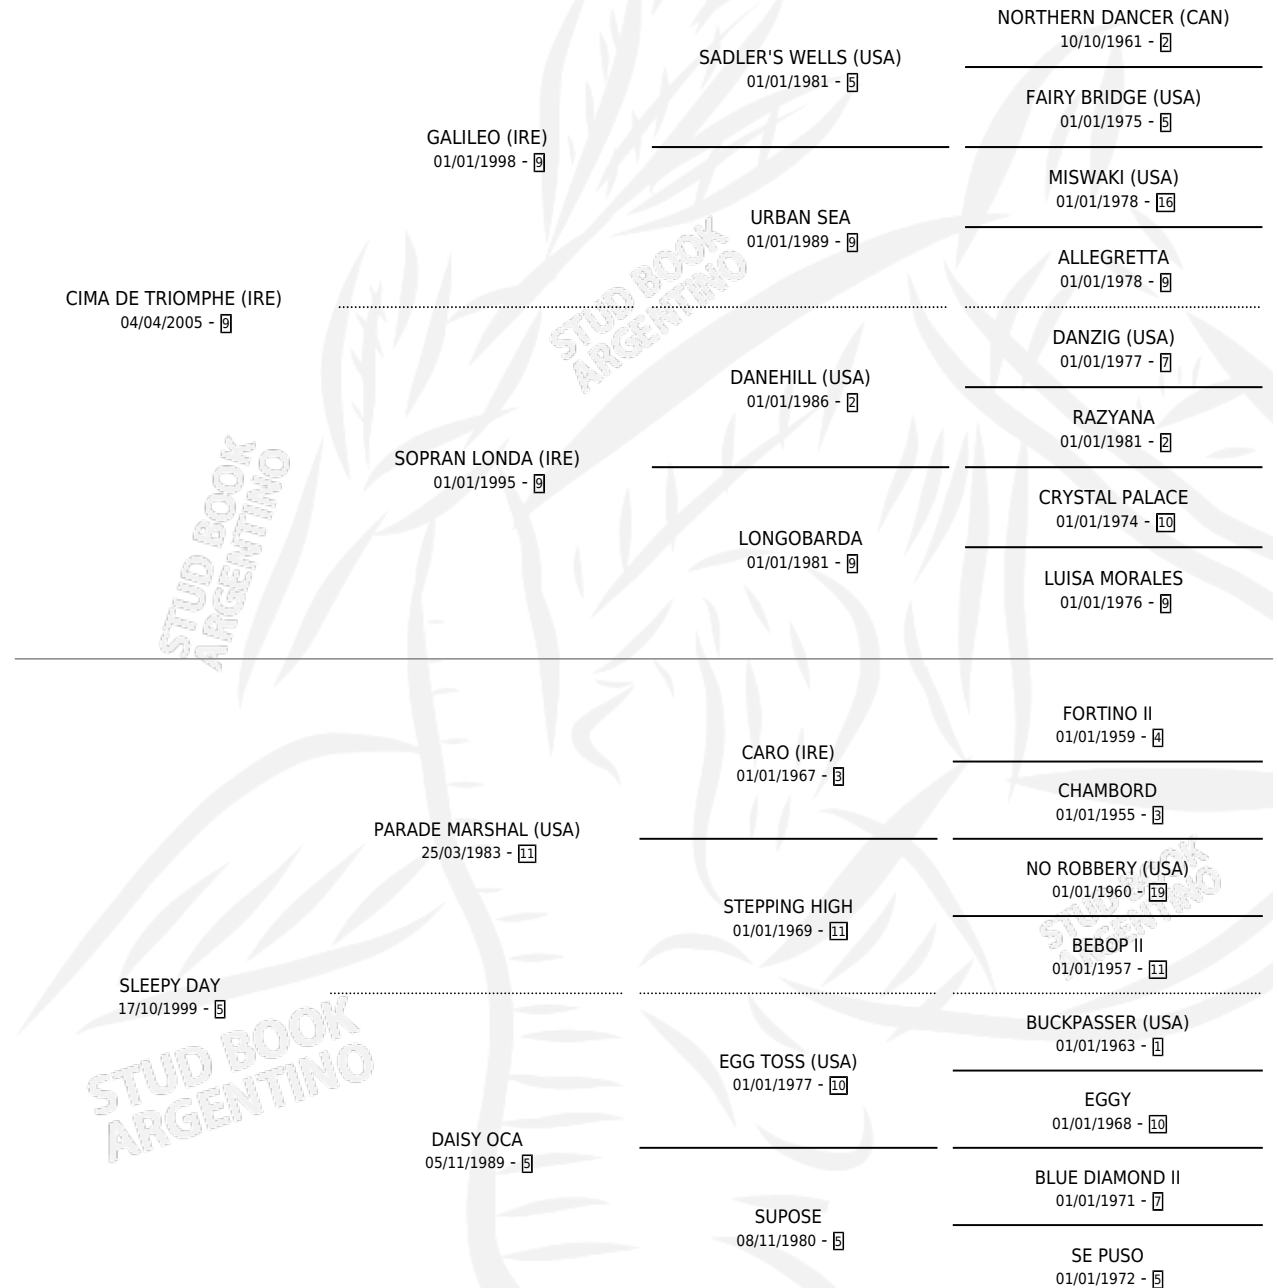 NORTHERN DANCER (CAN)
10/10/1961 - 2
SADLER'S WELLS (USA)
01/01/1981 - 5
FAIRY BRIDGE (USA)
01/01/1975 - 5
GALILEO (IRE)
01/01/1998 - 9
MISWAKI (USA)
01/01/1978 - 16
URBAN SEA
01/01/1989 - 9
ALLEGRETTA
01/01/1978 - 9
CIMA DE TRIOMPHE (IRE)
04/04/2005 - 9
DANZIG (USA)
01/01/1977 - 7
DANEHILL (USA)
01/01/1986 - 2
RAZYANA
01/01/1981 - 2
SOPRAN LONDA (IRE)
01/01/1995 - 9
CRYSTAL PALACE
01/01/1974 - 10
LONGOBARDA
01/01/1981 - 9
LUISA MORALES
01/01/1976 - 9
FORTINO II
01/01/1959 - 4
CARO (IRE)
01/01/1967 - 3
CHAMBORD
01/01/1955 - 3
PARADE MARSHAL (USA)
25/03/1983 - 11
NO ROBBERY (USA)
01/01/1960 - 19
STEPPING HIGH
01/01/1969 - 11
BEBOP II
01/01/1957 - 11
SLEEPY DAY
17/10/1999 - 5
BUCKPASSER (USA)
01/01/1963 - 1
EGG TOSS (USA)
01/01/1977 - 10
EGGY
01/01/1968 - 10
DAISY OCA
05/11/1989 - 5
BLUE DIAMOND II
01/01/1971 - 7
SUPOSE
08/11/1980 - 5
SE PUSO
01/01/1972 - 5
STUD BOOK
ARGENTINO
STUD BOOK
ARGENTINO
STUD BOOK
ARGENTINO
STUD BOOK
ARGENTINO